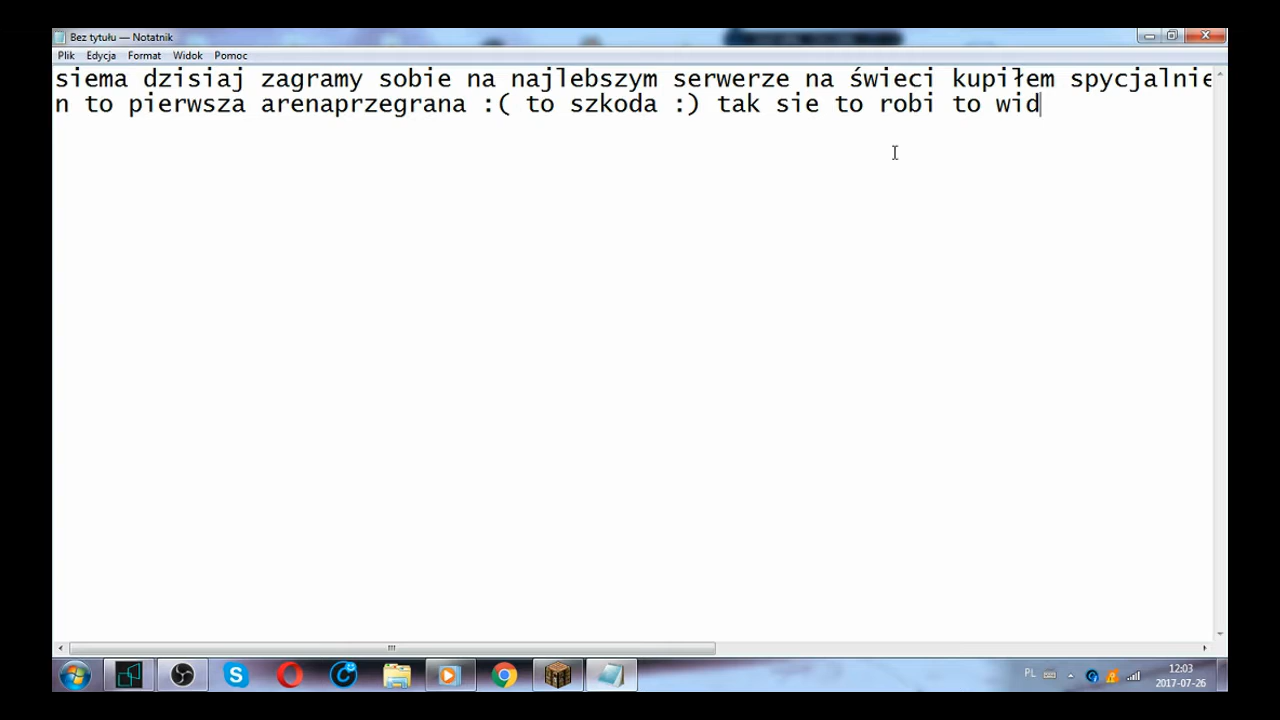 Bez tytułu — Notatnik
Plik Edycja Format Widok Pomoc
siema dzisiaj zagramy sobie na najlebszym serwerze na świeci kupiłem spycjalnie
n to pierwsza arenaprzegrana :( to szkoda :) tak sie to robi to wid
PL
12:03
2017-07-26